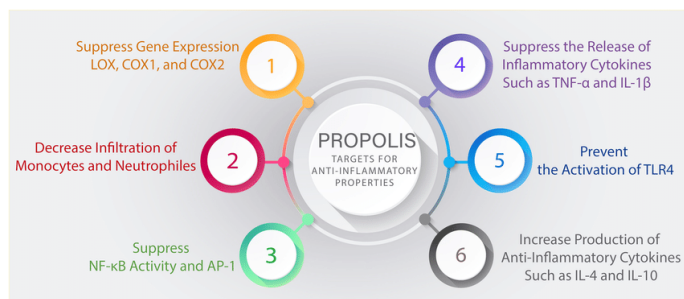 Suppress Gene Expression
LOX, COX1, and COX2
1
Decrease Infiltration of
Monocytes and Neutrophiles
2
Suppress
NF-κB Activity and AP-1
3
PROPOLIS
TARGETS FOR
ANTI-INFLAMMATORY
PROPERTIES
4
Suppress the Release of
Inflammatory Cytokines
Such as TNF-α and IL-1β
5
Prevent
the Activation of TLR4
6
Increase Production of
Anti-Inflammatory Cytokines
Such as IL-4 and IL-10